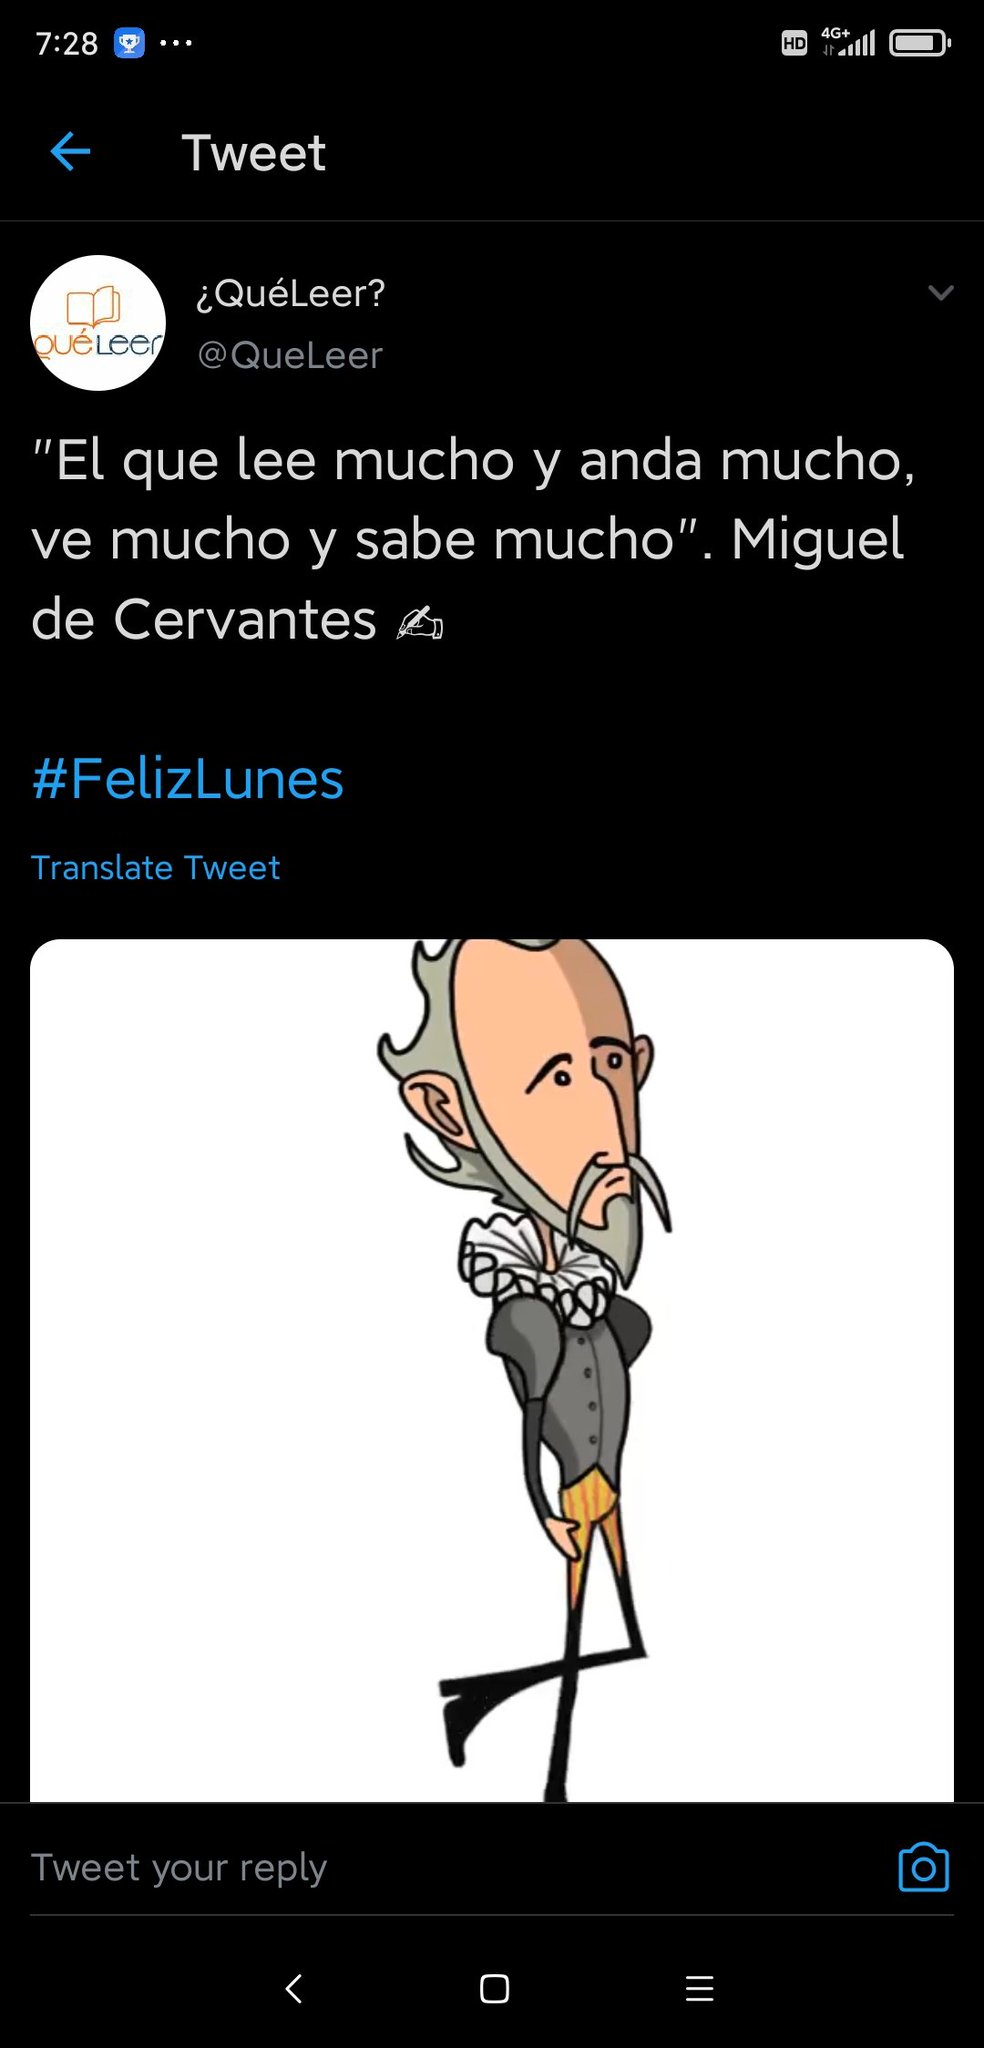 7:28
HD 4G+
Tweet
quéLeer
¿QuéLeer?
@QueLeer
"El que lee mucho y anda mucho,
ve mucho y sabe mucho". Miguel
de Cervantes ✍
#FelizLunes
Translate Tweet
Tweet your reply